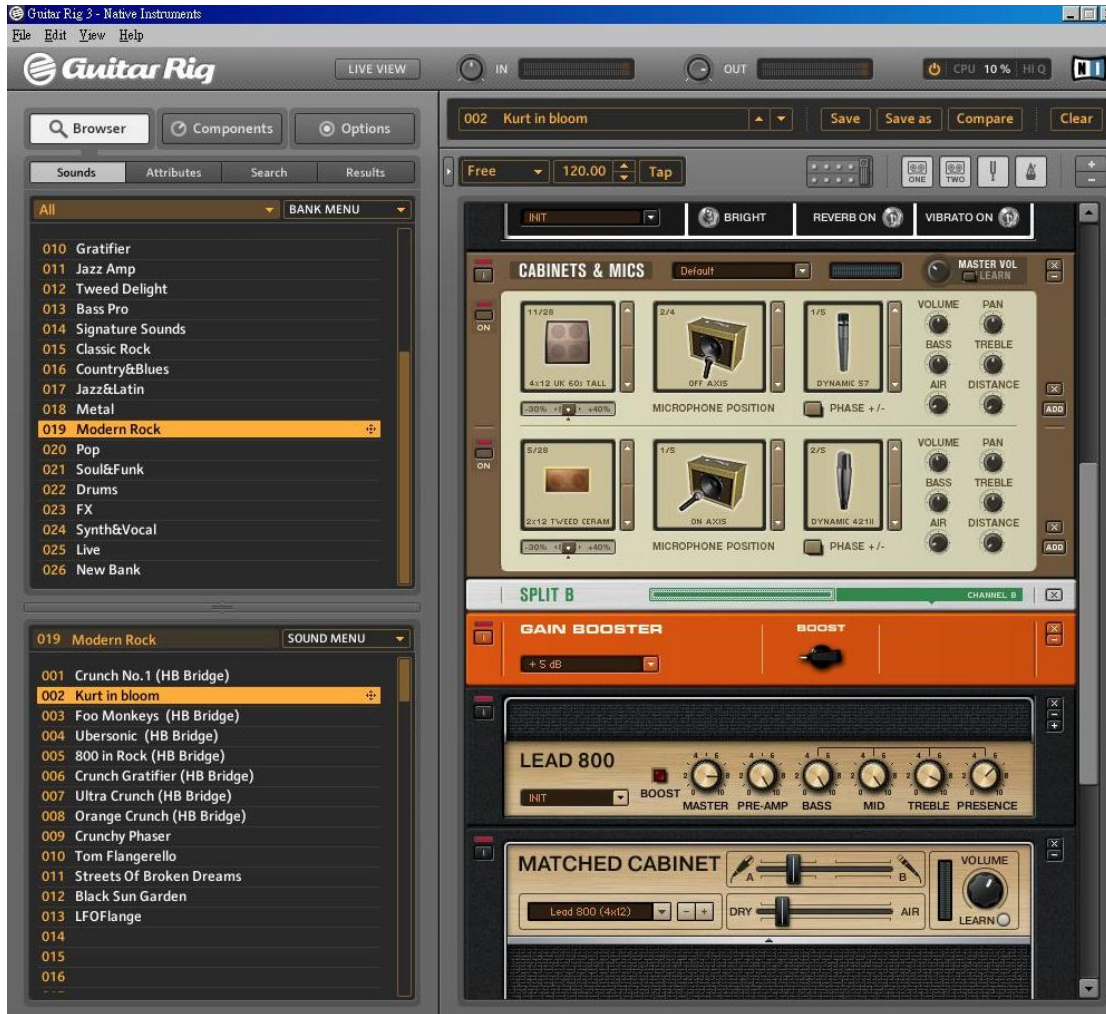 Guitar Rig 3 - Native Instruments
File Edit View Help
Guitar Rig
LIVE VIEW
IN
OUT
CPU 10 % HI Q
NI
Browser
Components
Options
002 Kurt in bloom
Save
Save as
Compare
Clear
Sounds
Attributes
Search
Results
Free
120.00
Tap
ONE
TWO
All
BANK MENU
010 Gratifier
011 Jazz Amp
012 Tweed Delight
013 Bass Pro
014 Signature Sounds
015 Classic Rock
016 Country&Blues
017 Jazz&Latin
018 Metal
019 Modern Rock
020 Pop
021 Soul&Funk
022 Drums
023 FX
024 Synth&Vocal
025 Live
026 New Bank
019 Modern Rock
SOUND MENU
001 Crunch No.1 (HB Bridge)
002 Kurt in bloom
003 Foo Monkeys (HB Bridge)
004 Ubersonic (HB Bridge)
005 800 in Rock (HB Bridge)
006 Crunch Gratifier (HB Bridge)
007 Ultra Crunch (HB Bridge)
008 Orange Crunch (HB Bridge)
009 Crunchy Phaser
010 Tom Flangerello
011 Streets Of Broken Dreams
012 Black Sun Garden
013 LFOFlange
014
015
016
INIT
BRIGHT
REVERB ON
VIBRATO ON
CABINETS & MICS
Default
MASTER VOL
LEARN
ON
11/28
4x12 UK 60s TALL
2/4
OFF AXIS
1/5
DYNAMIC 57
VOLUME PAN
BASS TREBLE
AIR DISTANCE
-30% +40%
MICROPHONE POSITION
PHASE +/-
ADD
ON
5/28
2x12 TWEED CERAM
1/5
ON AXIS
2/5
DYNAMIC 421II
VOLUME PAN
BASS TREBLE
AIR DISTANCE
-30% +40%
MICROPHONE POSITION
PHASE +/-
ADD
SPLIT B
CHANNEL B
GAIN BOOSTER
BOOST
+ 5 dB
LEAD 800
INIT
BOOST
MASTER PRE-AMP BASS MID TREBLE PRESENCE
MATCHED CABINET
A
B
VOLUME
Lead 800 (4x12)
DRY
AIR
LEARN